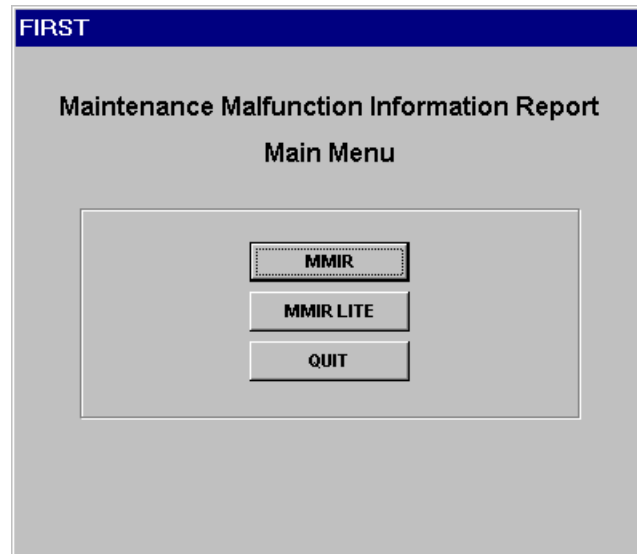 FIRST
Maintenance Malfunction Information Report
Main Menu
MMIR
MMIR LITE
QUIT